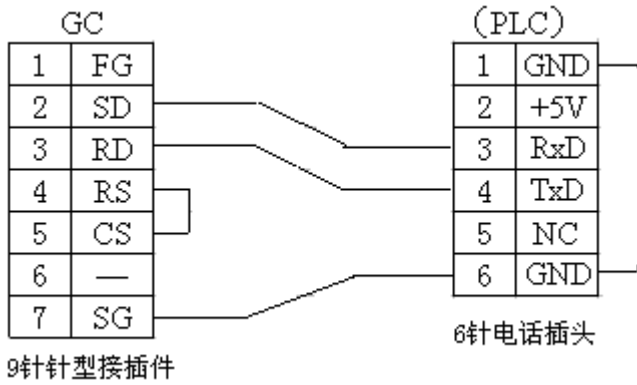 GC (PLC)
1 FG 1 GND
2 SD 2 +5V
3 RD 3 RxD
4 RS 4 TxD
5 CS 5 NC
6 — 6 GND
7 SG
9针针型接插件 6针电话插头